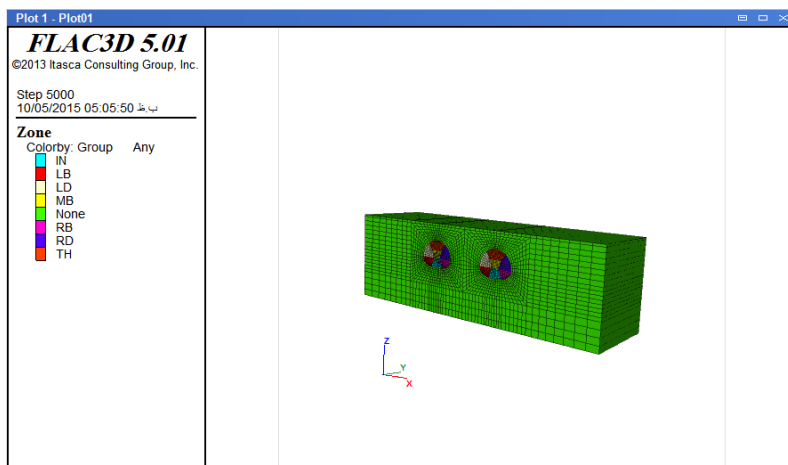 Plot 1 - Plot01
FLAC3D 5.01
©2013 Itasca Consulting Group, Inc.
Step 5000
10/05/2015 05:05:50 ب.ظ
Zone
Colorby: Group Any
IN
LB
LD
MB
None
RB
RD
TH
Z
Y
X